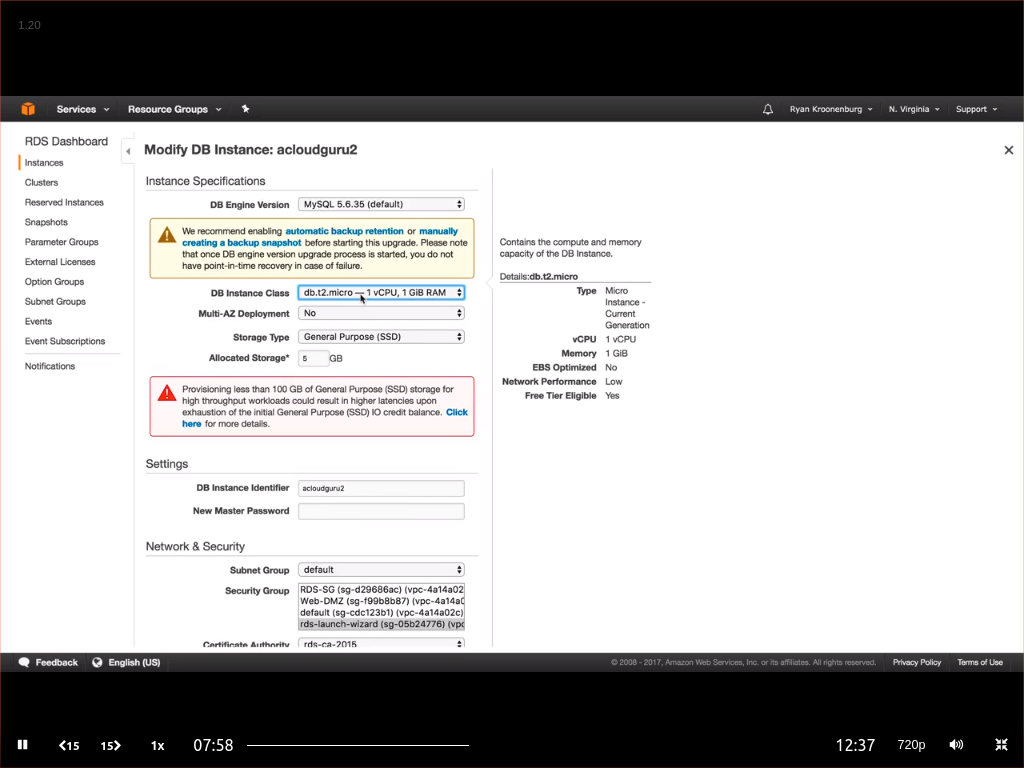 1.20
Services
Resource Groups
Ryan Kroonenburg
N. Virginia
Support
RDS Dashboard
Instances
Clusters
Reserved Instances
Snapshots
Parameter Groups
External Licenses
Option Groups
Subnet Groups
Events
Event Subscriptions
Notifications
Modify DB Instance: acloudguru2
Instance Specifications
DB Engine Version MySQL 5.6.35 (default)
We recommend enabling automatic backup retention or manually
creating a backup snapshot before starting this upgrade. Please note
that once DB engine version upgrade process is started, you do not
have point-in-time recovery in case of failure.
DB Instance Class db.t2.micro — 1 vCPU, 1 GiB RAM
Multi-AZ Deployment No
Storage Type General Purpose (SSD)
Allocated Storage* 5 GB
Provisioning less than 100 GB of General Purpose (SSD) storage for
high throughput workloads could result in higher latencies upon
exhaustion of the initial General Purpose (SSD) IO credit balance. Click
here for more details.
Settings
DB Instance Identifier acloudguru2
New Master Password
Network & Security
Subnet Group default
Security Group RDS-SG (sg-d29686ac) (vpc-4a14a02
Web-DMZ (sg-f99b8b87) (vpc-4a14a0
default (sg-cdc123b1) (vpc-4a14a02c)
rds-launch-wizard (sg-05b24776) (vpc
Certificate Authority rds-ca-2015
Contains the compute and memory
capacity of the DB Instance.
Details:db.t2.micro
Type Micro
Instance -
Current
Generation
vCPU 1 vCPU
Memory 1 GiB
EBS Optimized No
Network Performance Low
Free Tier Eligible Yes
Feedback
English (US)
© 2008 - 2017, Amazon Web Services, Inc. or its affiliates. All rights reserved.
Privacy Policy
Terms of Use
15
15
1x
07:58
12:37
720p